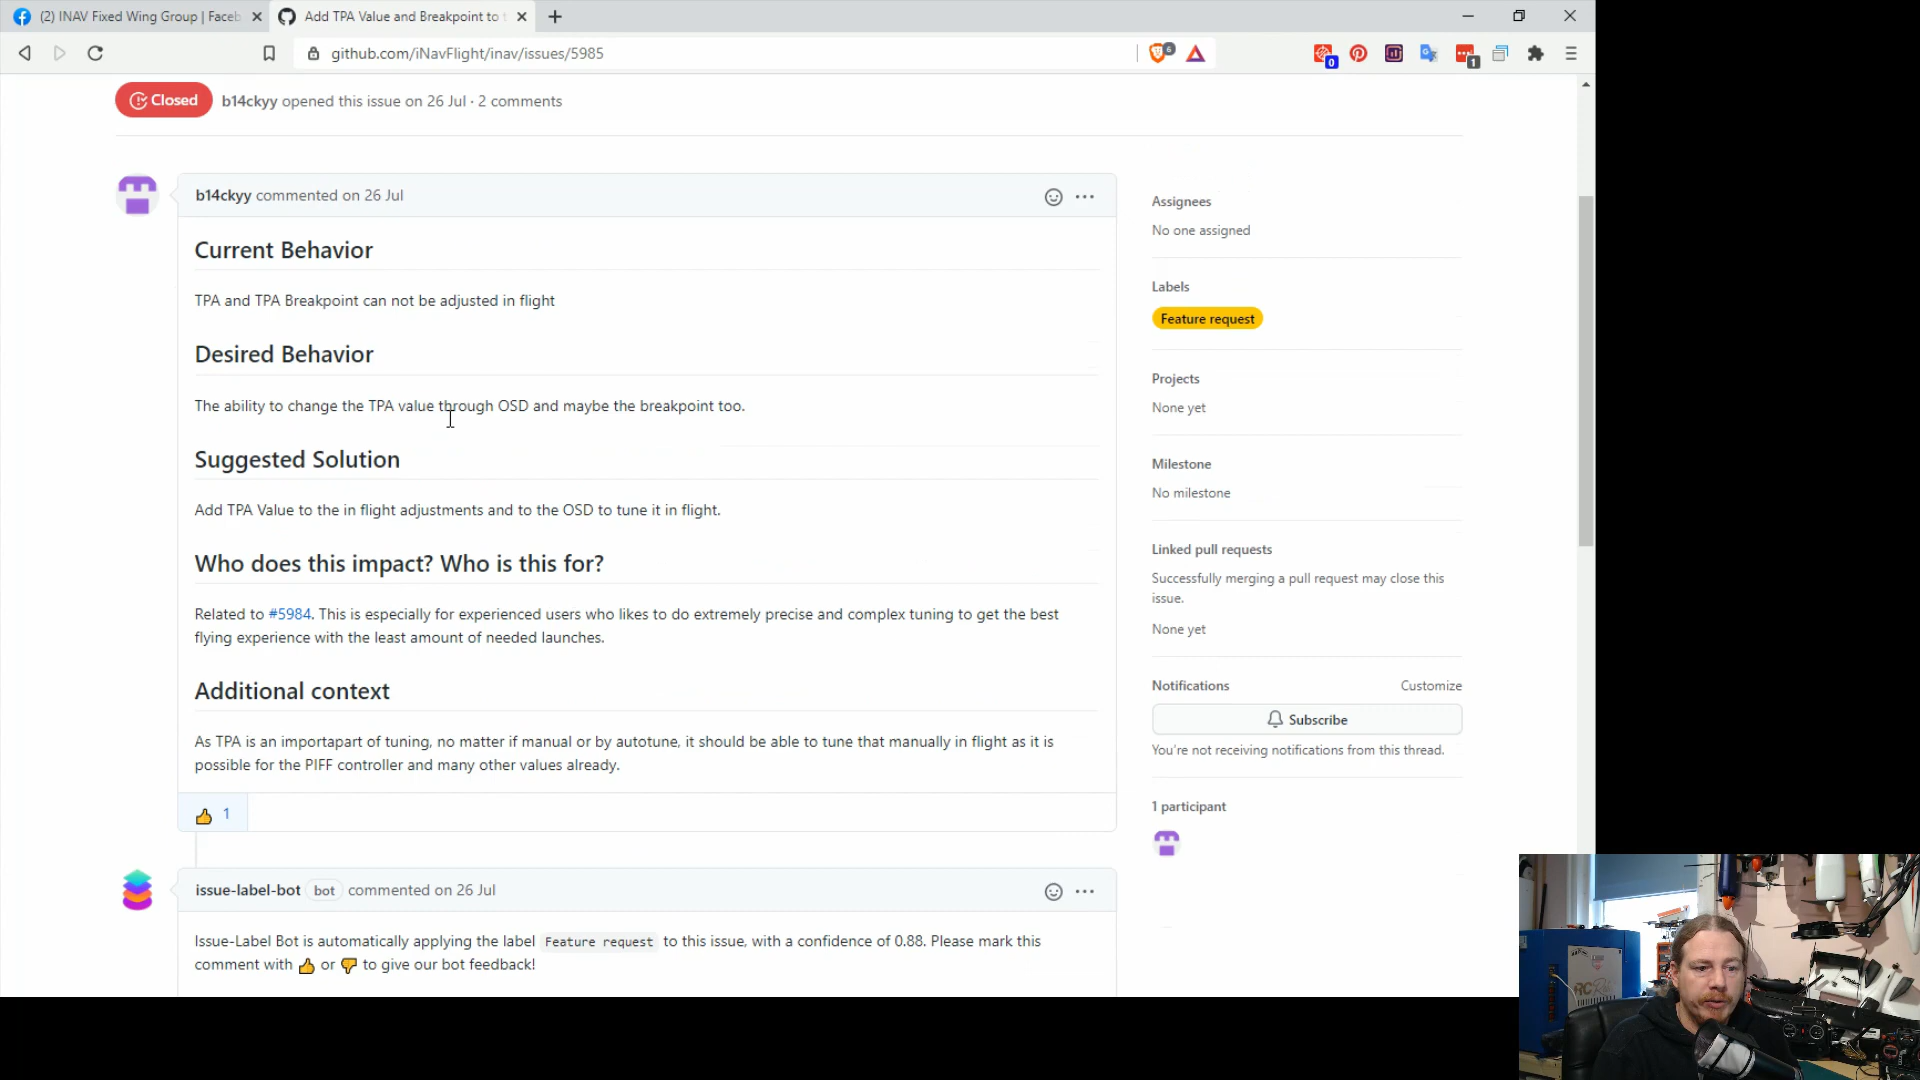 (2) INAV Fixed Wing Group | Faceb
Add TPA Value and Breakpoint to t
github.com/iNavFlight/inav/issues/5985
6
0
1
Closed
b14ckyy opened this issue on 26 Jul · 2 comments
b14ckyy commented on 26 Jul
Current Behavior
TPA and TPA Breakpoint can not be adjusted in flight
Desired Behavior
The ability to change the TPA value through OSD and maybe the breakpoint too.
Suggested Solution
Add TPA Value to the in flight adjustments and to the OSD to tune it in flight.
Who does this impact? Who is this for?
Related to #5984. This is especially for experienced users who likes to do extremely precise and complex tuning to get the best
flying experience with the least amount of needed launches.
Additional context
As TPA is an importapart of tuning, no matter if manual or by autotune, it should be able to tune that manually in flight as it is
possible for the PIFF controller and many other values already.
1
issue-label-bot bot commented on 26 Jul
Issue-Label Bot is automatically applying the label Feature request to this issue, with a confidence of 0.88. Please mark this
comment with 👍 or 👎 to give our bot feedback!
Assignees
No one assigned
Labels
Feature request
Projects
None yet
Milestone
No milestone
Linked pull requests
Successfully merging a pull request may close this
issue.
None yet
Notifications
Customize
Subscribe
You're not receiving notifications from this thread.
1 participant